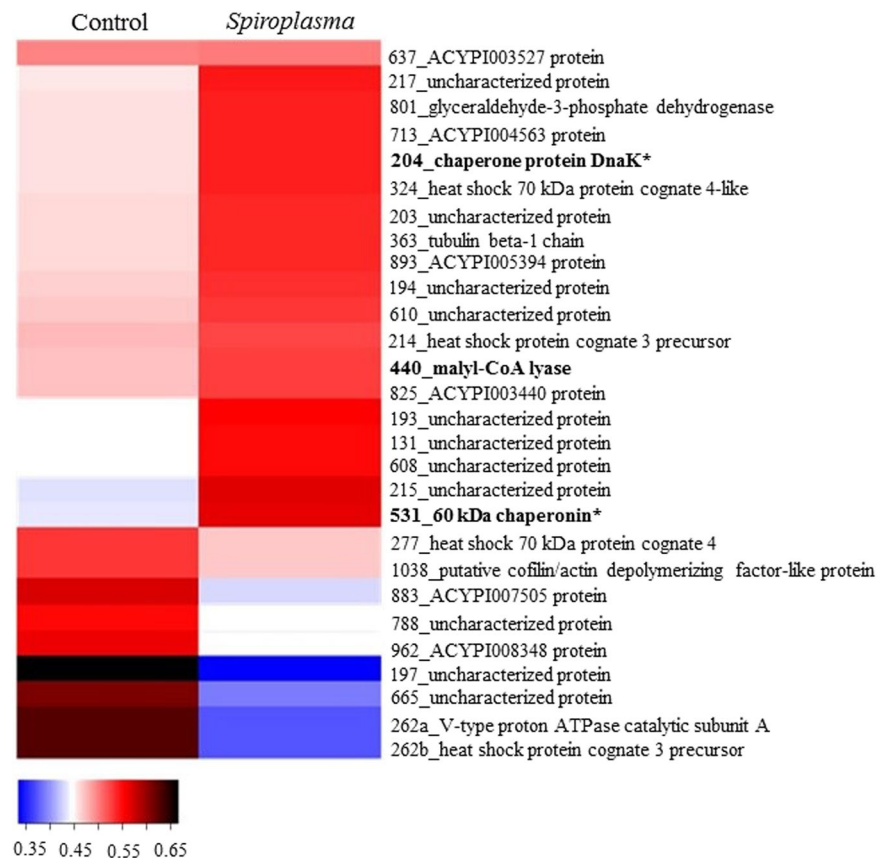 Control Spiroplasma
637_ACYPI003527 protein
217_uncharacterized protein
801_glyceraldehyde-3-phosphate dehydrogenase
713_ACYPI004563 protein
204_chaperone protein DnaK*
324_heat shock 70 kDa protein cognate 4-like
203_uncharacterized protein
363_tubulin beta-1 chain
893_ACYPI005394 protein
194_uncharacterized protein
610_uncharacterized protein
214_heat shock protein cognate 3 precursor
440_malyl-CoA lyase
825_ACYPI003440 protein
193_uncharacterized protein
131_uncharacterized protein
608_uncharacterized protein
215_uncharacterized protein
531_60 kDa chaperonin*
277_heat shock 70 kDa protein cognate 4
1038_putative cofilin/actin depolymerizing factor-like protein
883_ACYPI007505 protein
788_uncharacterized protein
962_ACYPI008348 protein
197_uncharacterized protein
665_uncharacterized protein
262a_V-type proton ATPase catalytic subunit A
262b_heat shock protein cognate 3 precursor
0.35 0.45 0.55 0.65